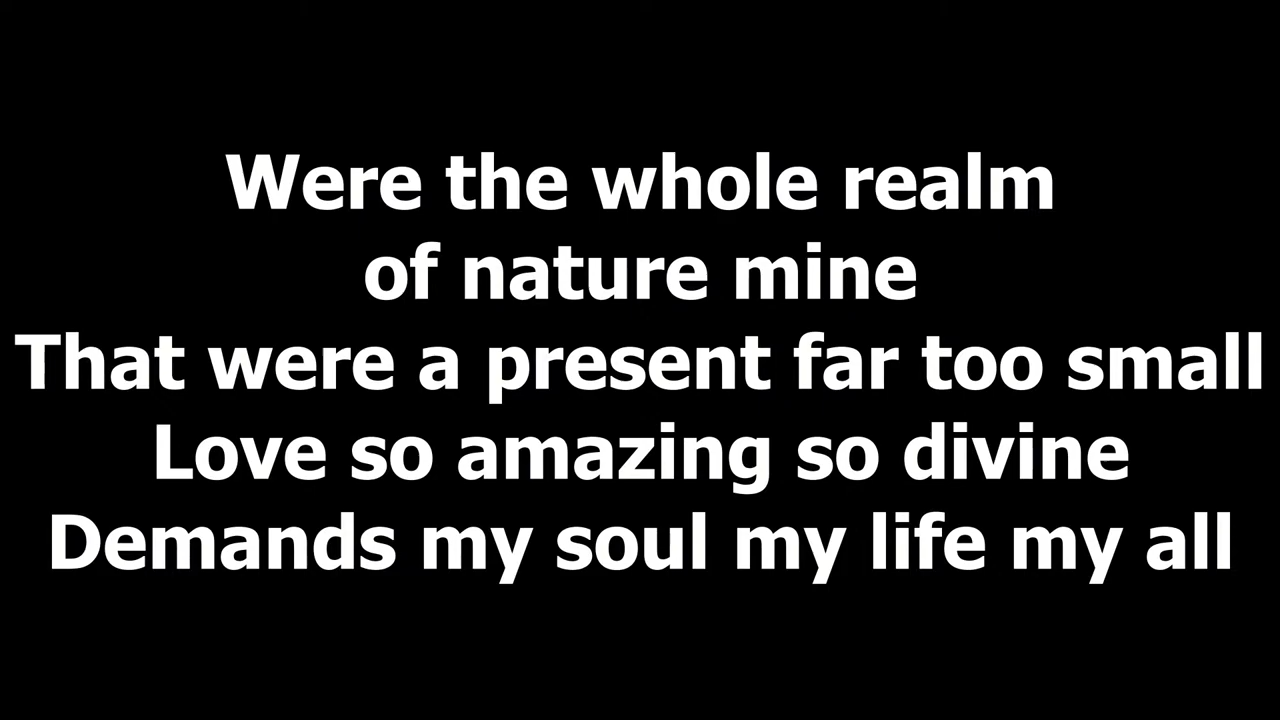 Were the whole realm
of nature mine
That were a present far too small
Love so amazing so divine
Demands my soul my life my all